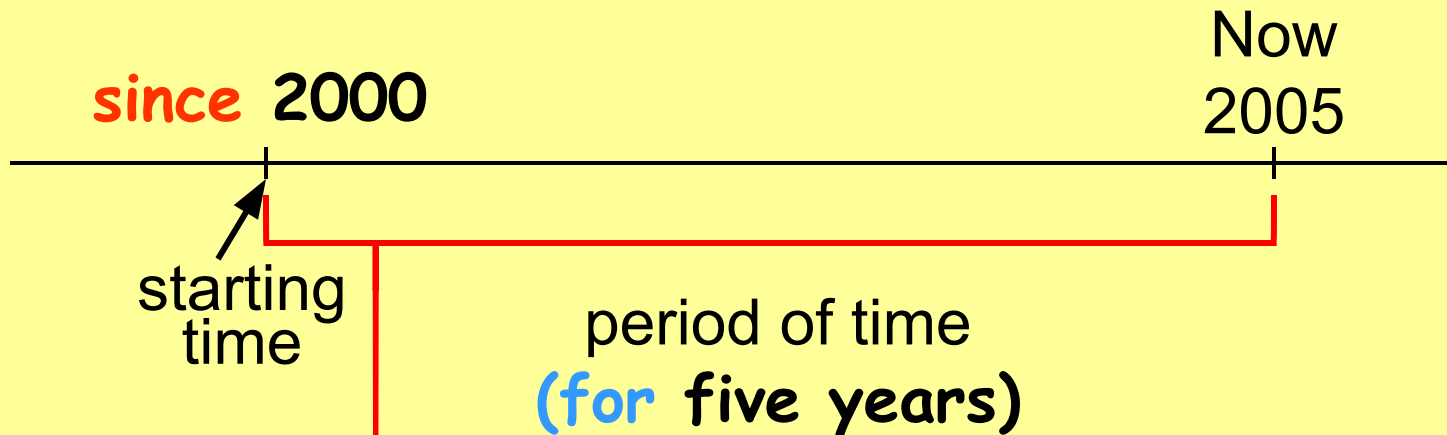 Now
since 2000
2005
starting
time
period of time
(for five years)